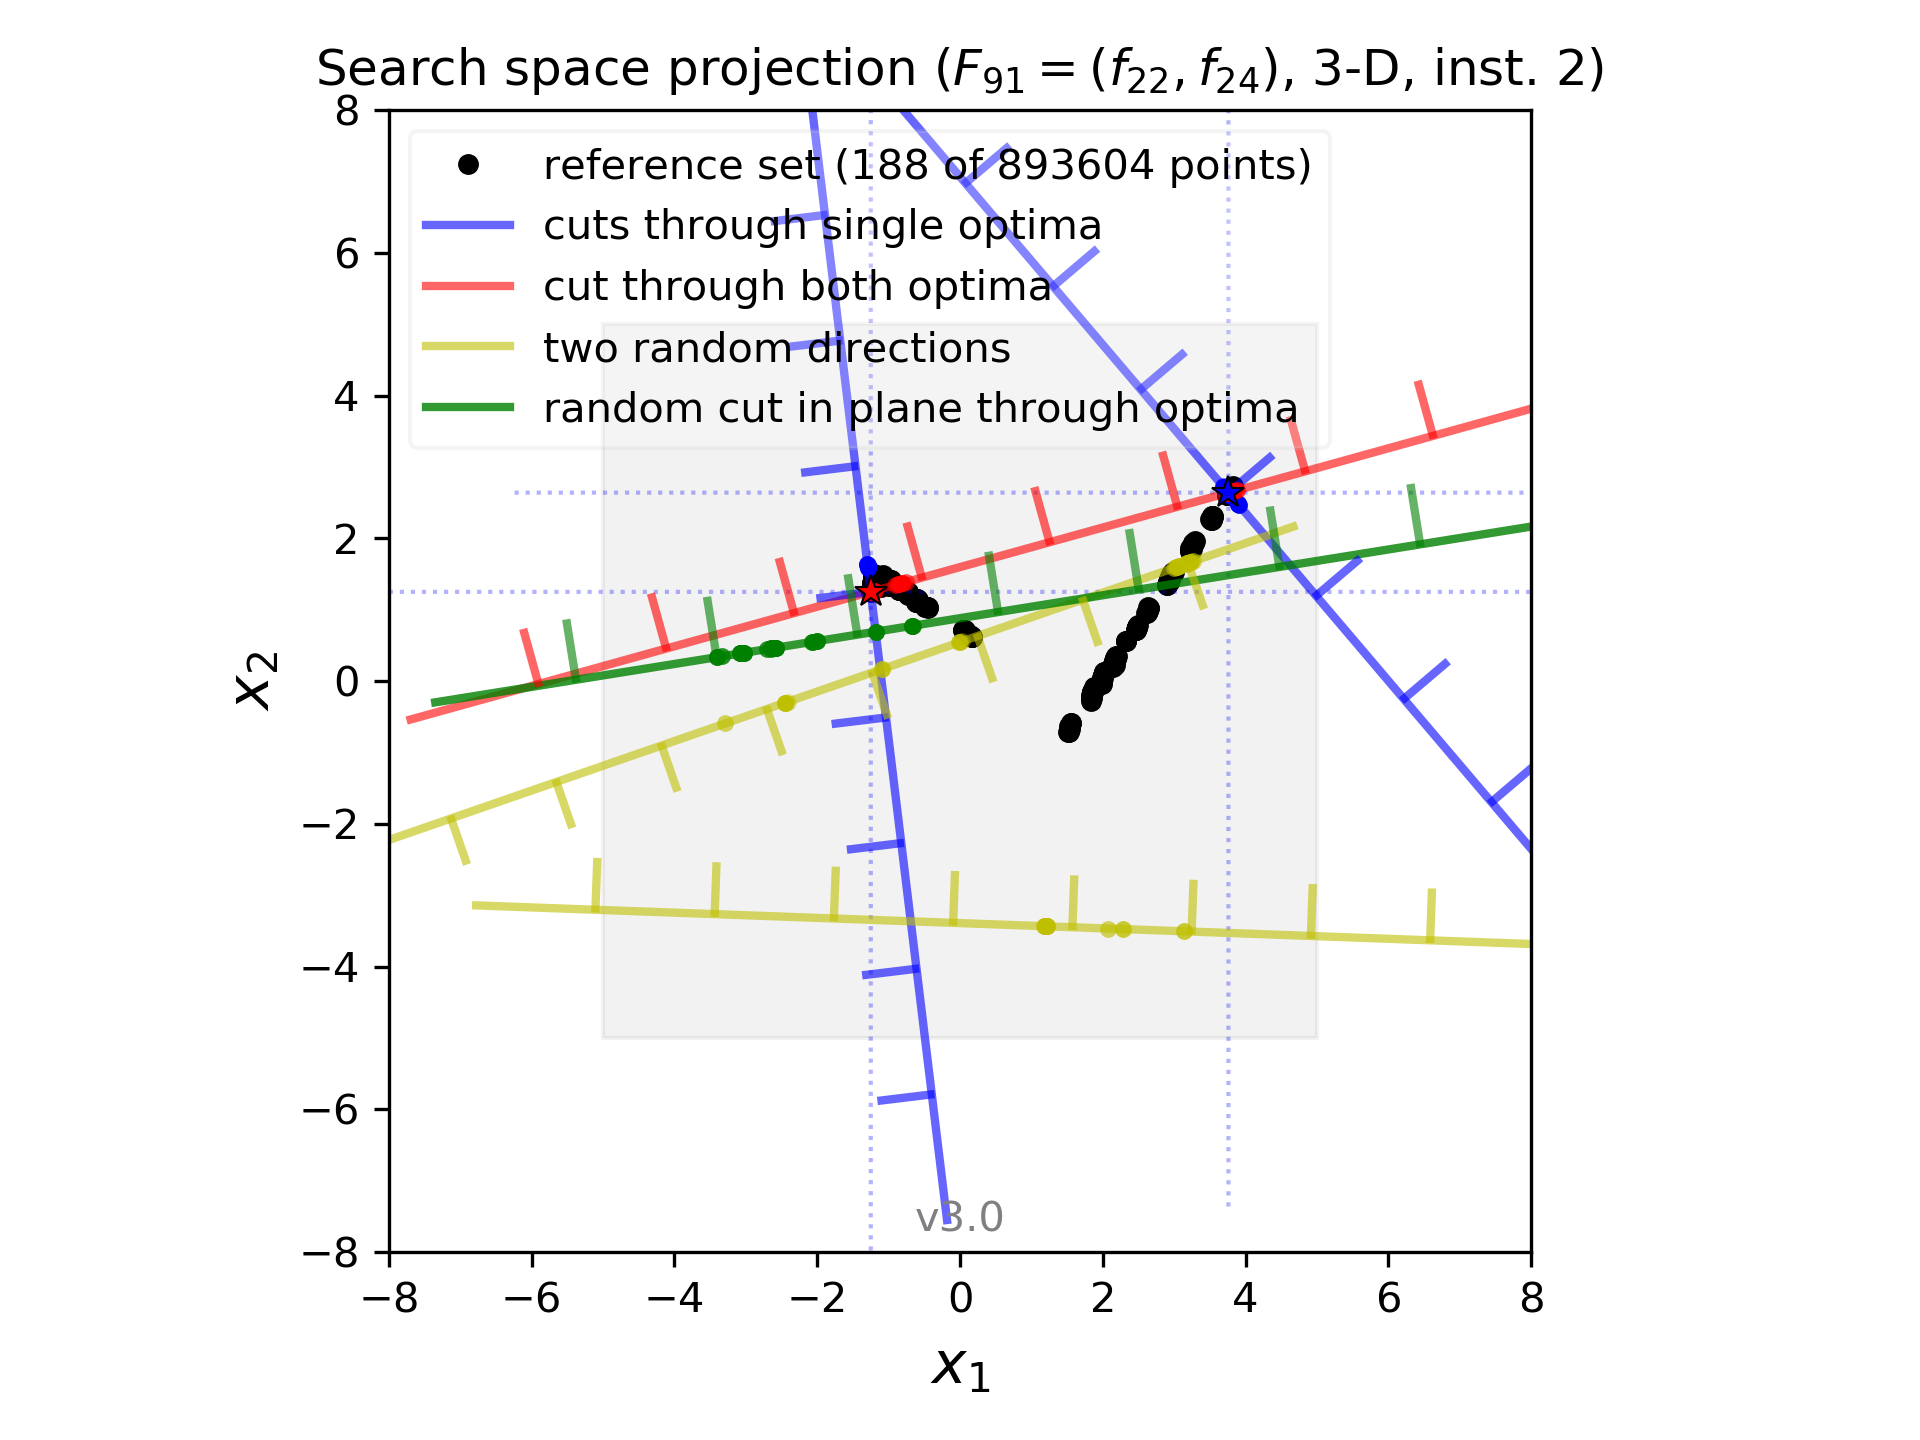 Search space projection (F91 = (f22, f24), 3-D, inst. 2)
reference set (188 of 893604 points)
cuts through single optima
cut through both optima
two random directions
random cut in plane through optima
8
6
4
2
0
−2
−4
−6
−8
x2
v3.0
−8 −6 −4 −2 0 2 4 6 8
x1